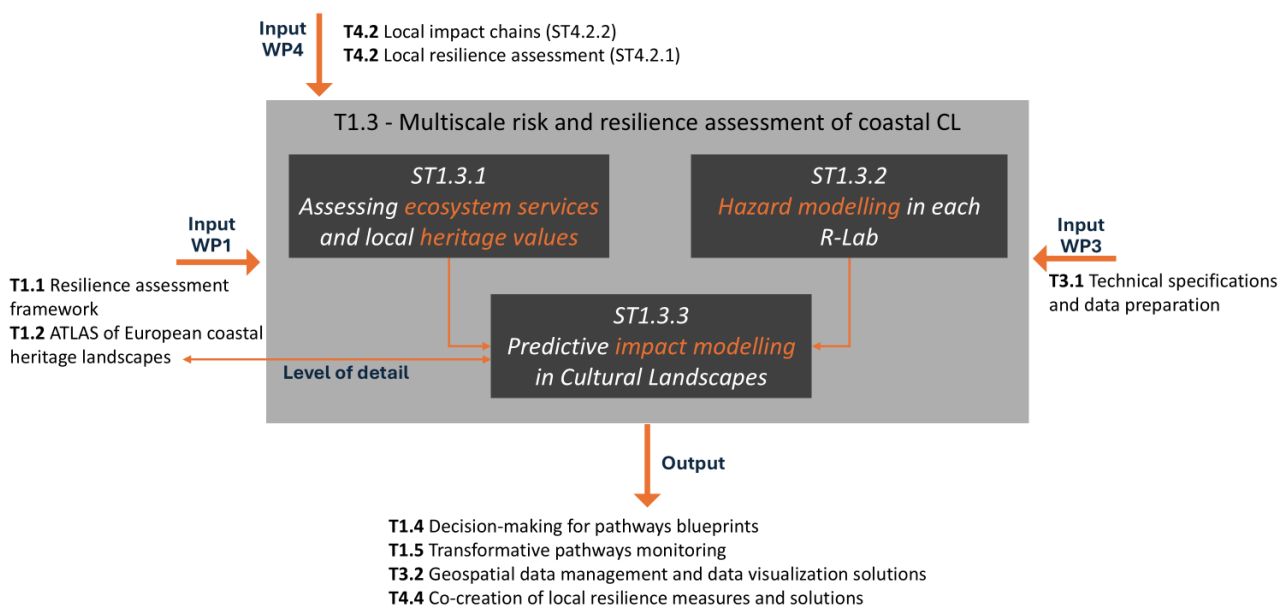 Input
WP4
T4.2 Local impact chains (ST4.2.2)
T4.2 Local resilience assessment (ST4.2.1)
T1.3 - Multiscale risk and resilience assessment of coastal CL
ST1.3.1
Assessing ecosystem services
and local heritage values
ST1.3.2
Hazard modelling in each
R-Lab
Input
WP1
T1.1 Resilience assessment
framework
T1.2 ATLAS of European coastal
heritage landscapes
Input
WP3
T3.1 Technical specifications
and data preparation
Level of detail
ST1.3.3
Predictive impact modelling
in Cultural Landscapes
Output
T1.4 Decision-making for pathways blueprints
T1.5 Transformative pathways monitoring
T3.2 Geospatial data management and data visualization solutions
T4.4 Co-creation of local resilience measures and solutions